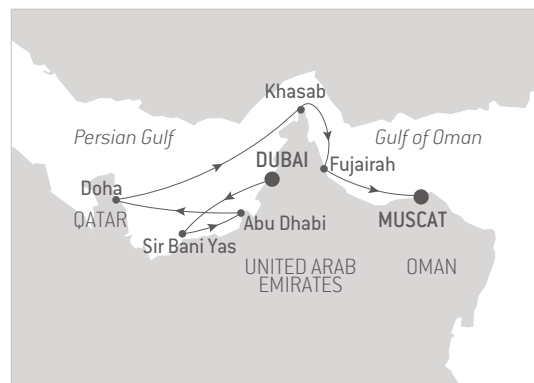 Khasab
Persian Gulf
Gulf of Oman
DUBAI
Fujairah
Doha
QATAR
Abu Dhabi
MUSCAT
Sir Bani Yas
UNITED ARAB
EMIRATES
OMAN